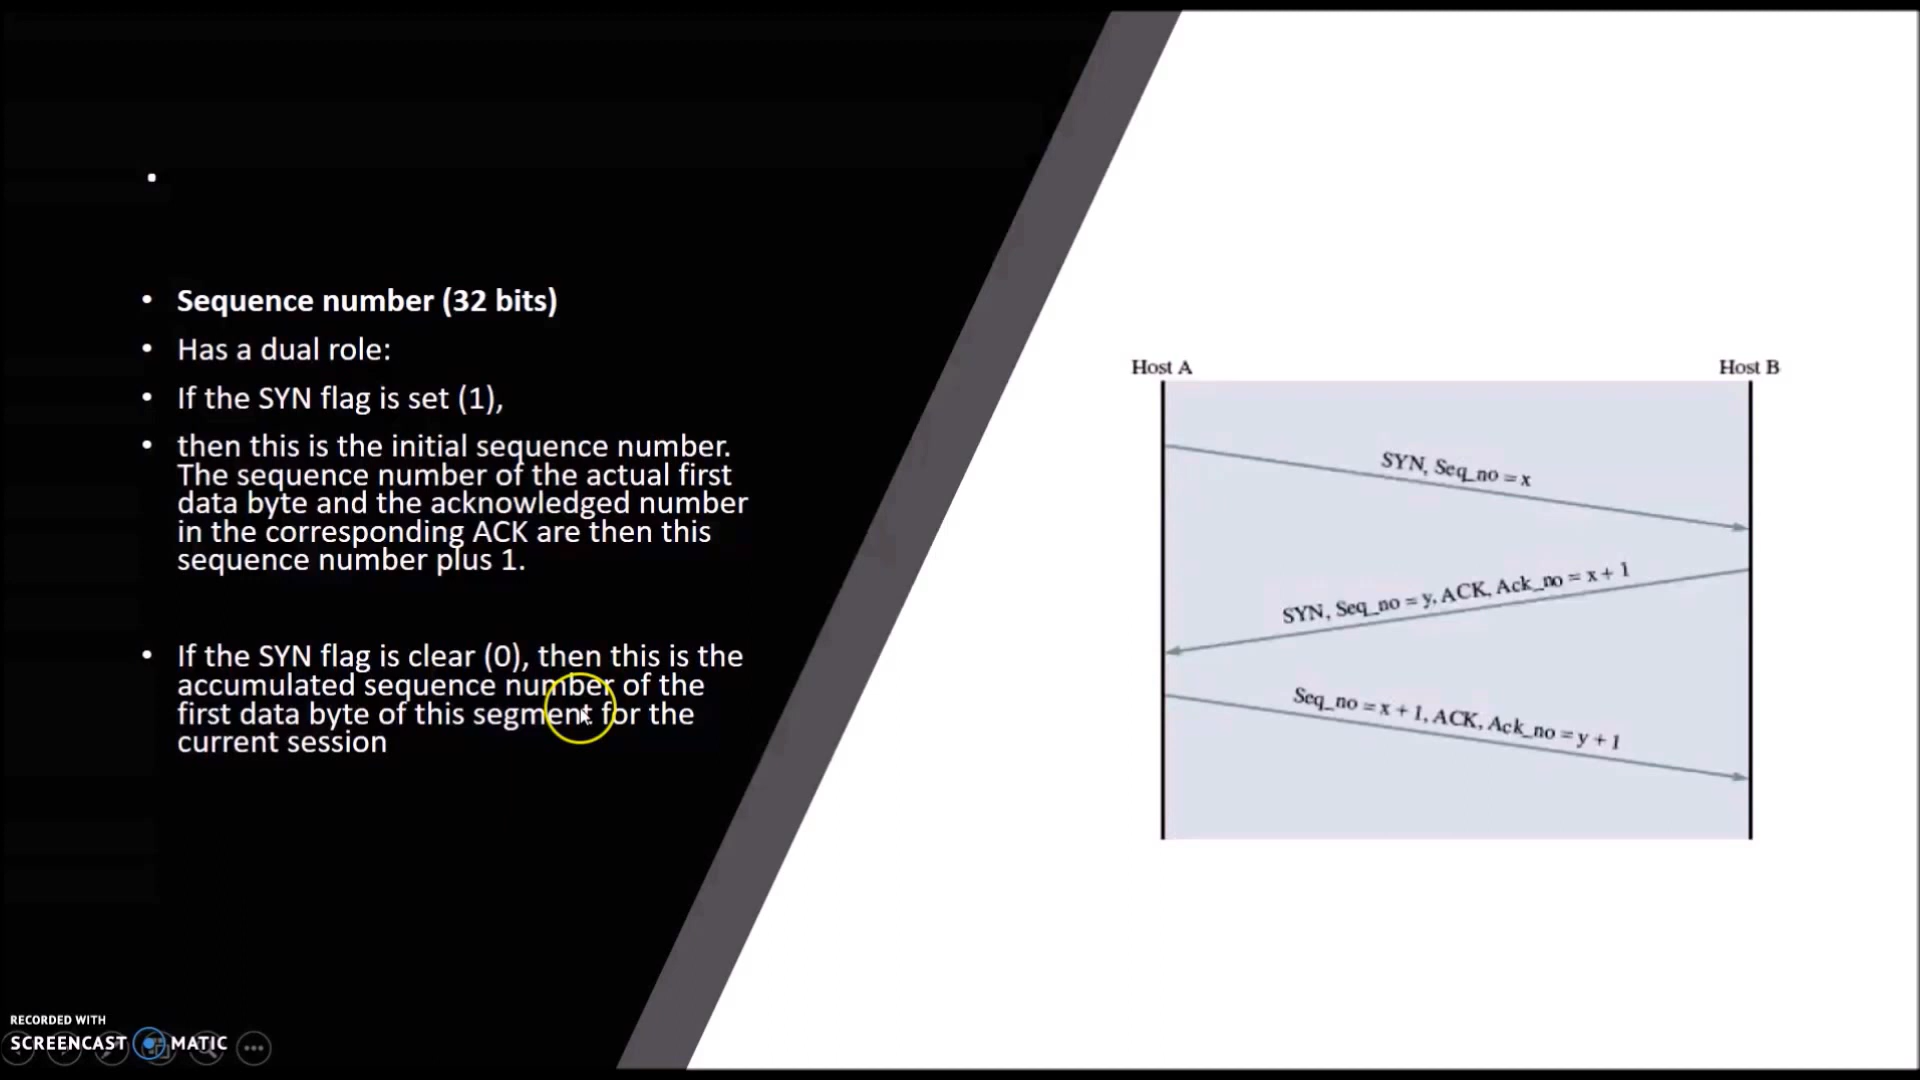 • Sequence number (32 bits)
• Has a dual role:
• If the SYN flag is set (1),
• then this is the initial sequence number.
The sequence number of the actual first
data byte and the acknowledged number
in the corresponding ACK are then this
sequence number plus 1.
• If the SYN flag is clear (0), then this is the
accumulated sequence number of the
first data byte of this segment for the
current session
Host A
Host B
SYN, Seq_no = x
SYN, Seq_no = y, ACK, Ack_no = x + 1
Seq_no = x + 1, ACK, Ack_no = y + 1
RECORDED WITH
SCREENCAST MATIC